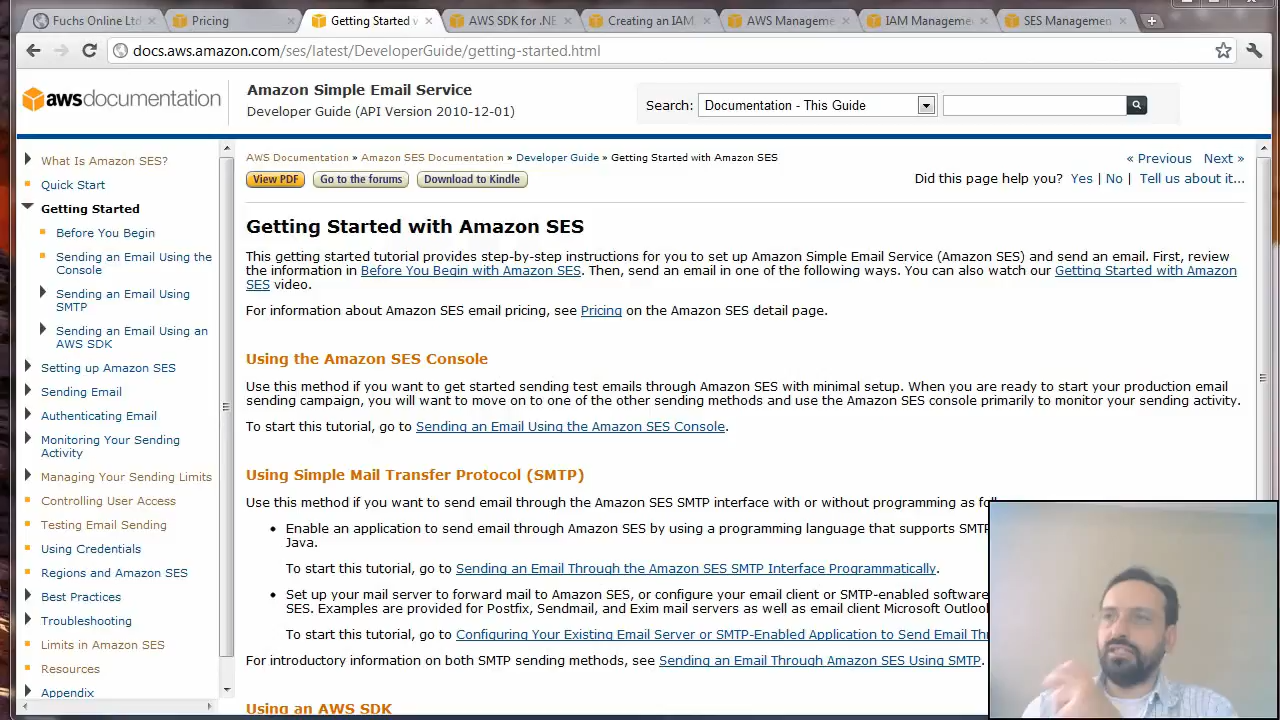 Fuchs Online Ltd
Pricing
Getting Started
AWS SDK for .NE
Creating an IAM
AWS Manageme
IAM Manageme
SES Managemen
docs.aws.amazon.com/ses/latest/DeveloperGuide/getting-started.html
awsdocumentation
Amazon Simple Email Service
Developer Guide (API Version 2010-12-01)
Search:
Documentation - This Guide
What Is Amazon SES?
Quick Start
Getting Started
Before You Begin
Sending an Email Using the
Console
Sending an Email Using
SMTP
Sending an Email Using an
AWS SDK
Setting up Amazon SES
Sending Email
Authenticating Email
Monitoring Your Sending
Activity
Managing Your Sending Limits
Controlling User Access
Testing Email Sending
Using Credentials
Regions and Amazon SES
Best Practices
Troubleshooting
Limits in Amazon SES
Resources
Appendix
AWS Documentation » Amazon SES Documentation » Developer Guide » Getting Started with Amazon SES
« Previous Next »
View PDF
Go to the forums
Download to Kindle
Did this page help you? Yes | No | Tell us about it...
Getting Started with Amazon SES
This getting started tutorial provides step-by-step instructions for you to set up Amazon Simple Email Service (Amazon SES) and send an email. First, review
the information in Before You Begin with Amazon SES. Then, send an email in one of the following ways. You can also watch our Getting Started with Amazon
SES video.
For information about Amazon SES email pricing, see Pricing on the Amazon SES detail page.
Using the Amazon SES Console
Use this method if you want to get started sending test emails through Amazon SES with minimal setup. When you are ready to start your production email
sending campaign, you will want to move on to one of the other sending methods and use the Amazon SES console primarily to monitor your sending activity.
To start this tutorial, go to Sending an Email Using the Amazon SES Console.
Using Simple Mail Transfer Protocol (SMTP)
Use this method if you want to send email through the Amazon SES SMTP interface with or without programming as
• Enable an application to send email through Amazon SES by using a programming language that supports SMTP
Java.
To start this tutorial, go to Sending an Email Through the Amazon SES SMTP Interface Programmatically.
• Set up your mail server to forward mail to Amazon SES, or configure your email client or SMTP-enabled software
SES. Examples are provided for Postfix, Sendmail, and Exim mail servers as well as email client Microsoft Outlook
To start this tutorial, go to Configuring Your Existing Email Server or SMTP-Enabled Application to Send Email
For introductory information on both SMTP sending methods, see Sending an Email Through Amazon SES Using SMTP.
Using an AWS SDK